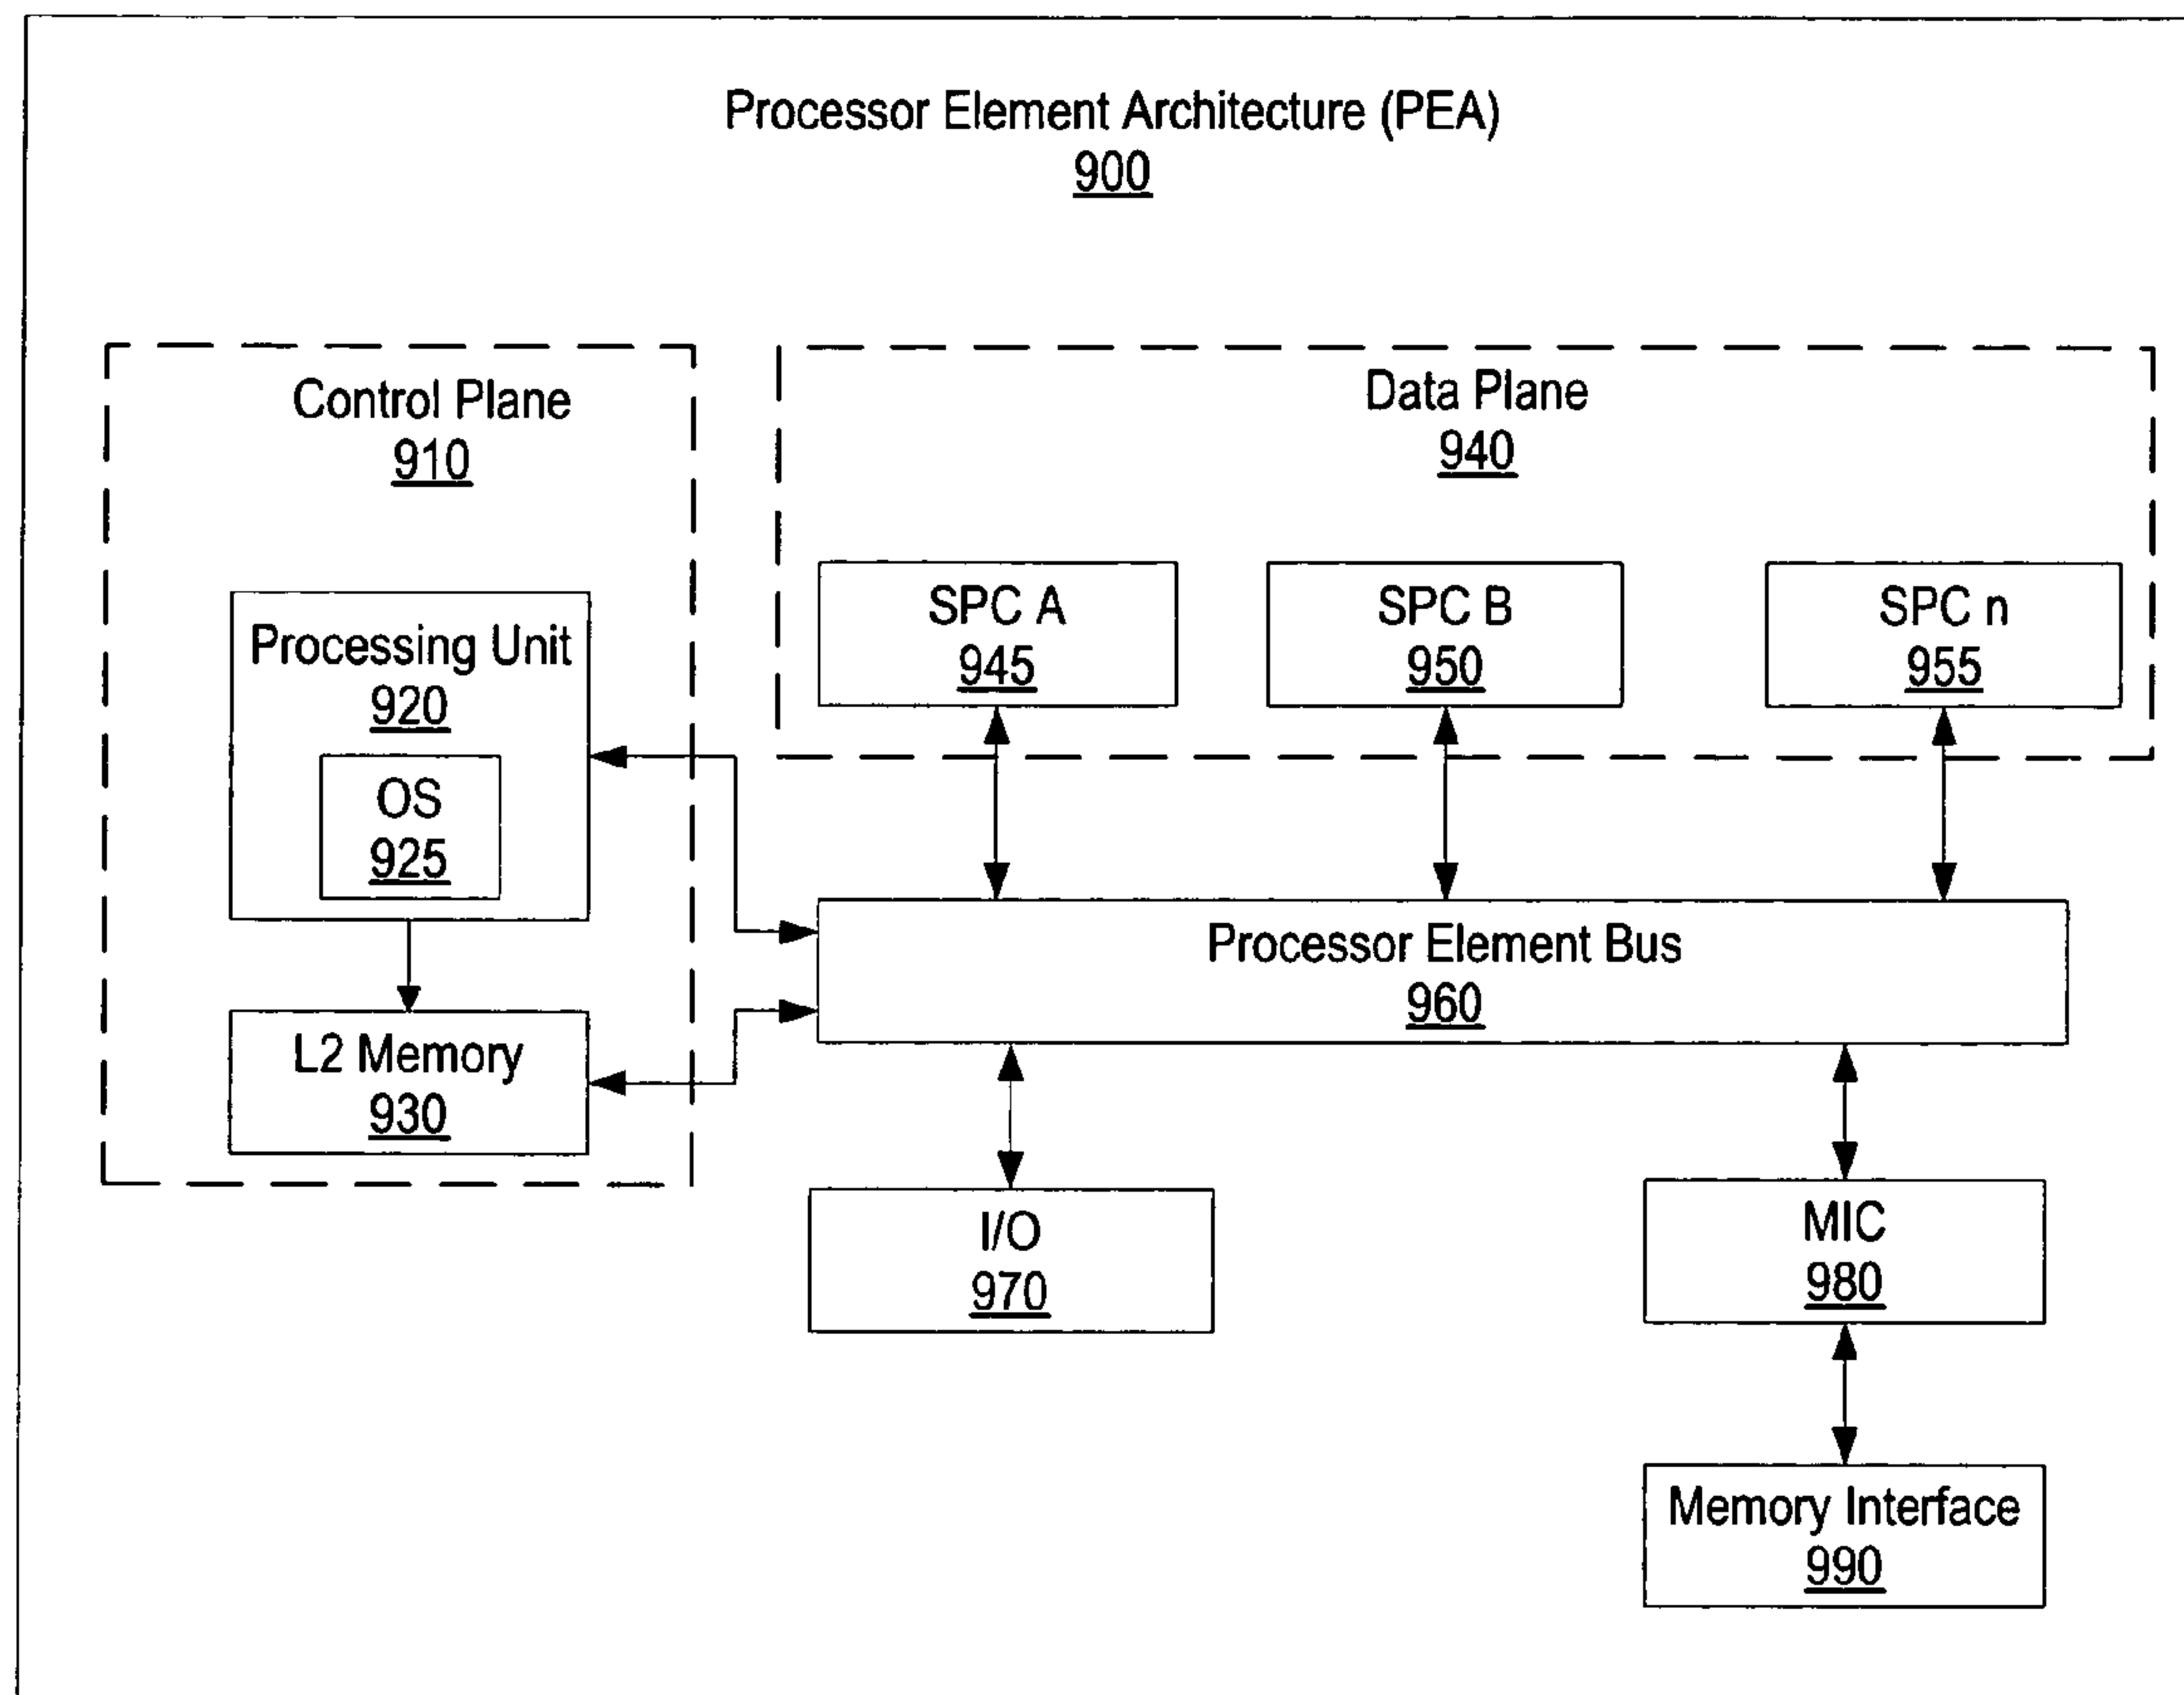 Processor Element Architecture (PEA)
900
Control Plane
910
Processing Unit
920
OS
925
L2 Memory
930
Data Plane
940
SPC A
945
SPC B
950
SPC n
955
Processor Element Bus
960
I/O
970
MIC
980
Memory Interface
990